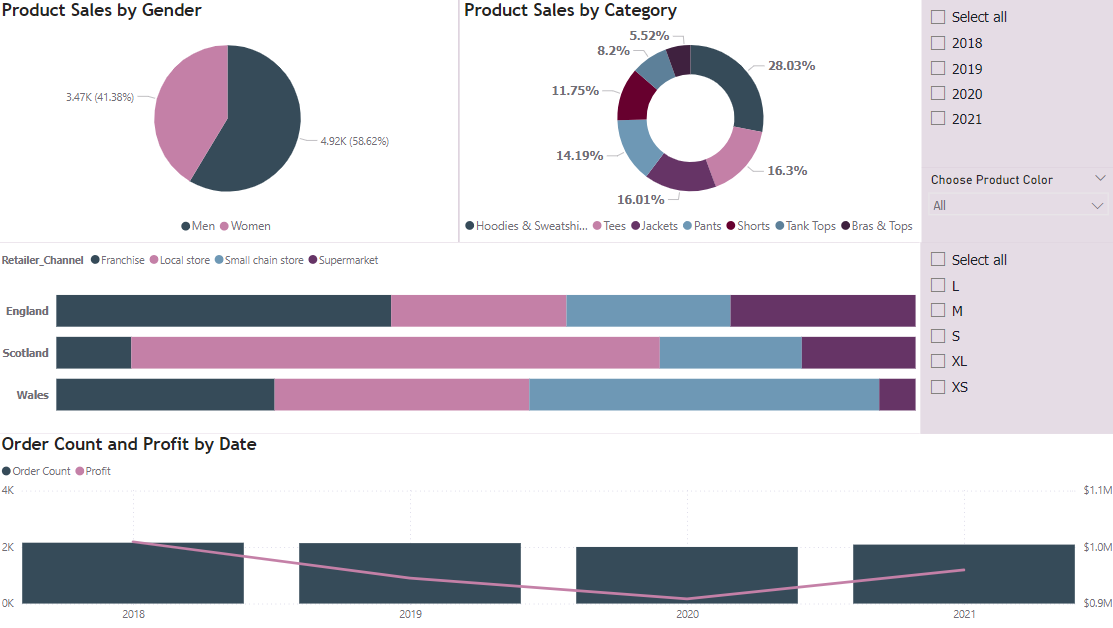 Product Sales by Gender
3.47K (41.38%)
4.92K (58.62%)
Men Women
Product Sales by Category
5.52%
8.2%
28.03%
11.75%
14.19%
16.3%
16.01%
Hoodies & Sweatshi... Tees Jackets Pants Shorts Tank Tops Bras & Tops
Select all
2018
2019
2020
2021
Choose Product Color
All
Retailer_Channel Franchise Local store Small chain store Supermarket
England
Scotland
Wales
Select all
L
M
S
XL
XS
Order Count and Profit by Date
Order Count Profit
4K $1.1M
2K $1.0M
0K $0.9M
2018 2019 2020 2021